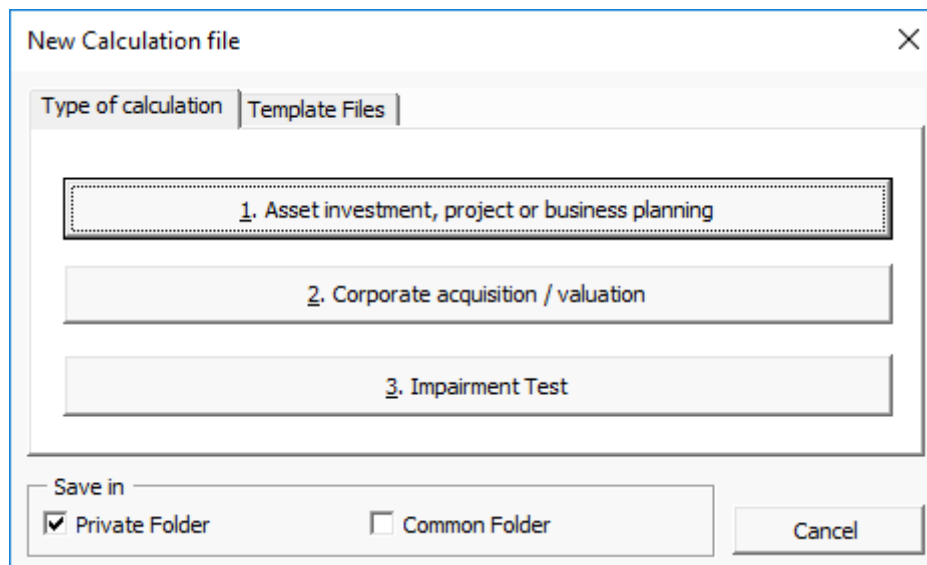 New Calculation file
Type of calculation
Template Files
1. Asset investment, project or business planning
2. Corporate acquisition / valuation
3. Impairment Test
Save in
Private Folder
Common Folder
Cancel